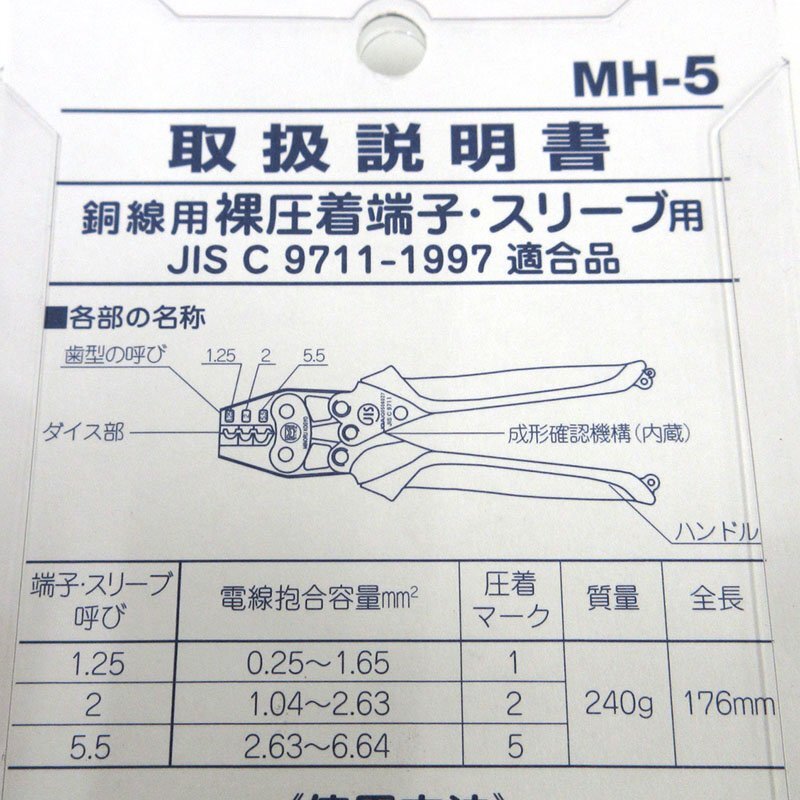 MH-5
取扱説明書
銅線用裸圧着端子・スリーブ用
JIS C 9711-1997 適合品
■各部の名称
歯型の呼び 1.25 2 5.5
JIS
JIS C 9711
ダイス部
成形確認機構(内蔵)
ハンドル
端子・スリーブ呼び 電線抱合容量mm² 圧着マーク 質量 全長
1.25 0.25〜1.65 1
2 1.04〜2.63 2 240g 176mm
5.5 2.63〜6.64 5